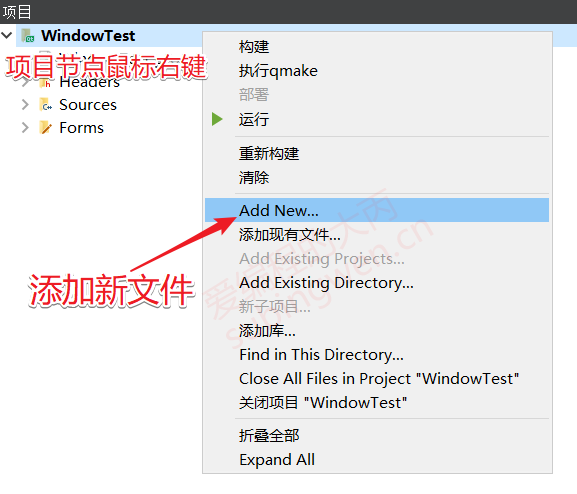 项目
WindowTest
项目节点鼠标右键
Headers
Sources
Forms
构建
执行qmake
部署
运行
重新构建
清除
Add New...
添加现有文件...
Add Existing Projects...
Add Existing Directory...
新子项目...
添加库...
Find in This Directory...
Close All Files in Project "WindowTest"
关闭项目 "WindowTest"
折叠全部
Expand All
添加新文件
爱编程的大丙
subingwen.cn